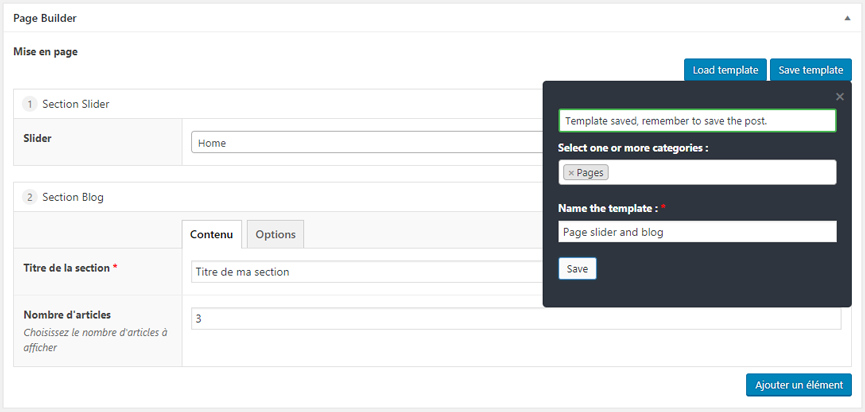 Page Builder
Mise en page
Load template
Save template
1 Section Slider
Slider
Home
2 Section Blog
Contenu
Options
Titre de la section *
Titre de ma section
Nombre d'articles
Choisissez le nombre d'articles à
afficher
3
Template saved, remember to save the post.
Select one or more categories :
× Pages
Name the template : *
Page slider and blog
Save
Ajouter un élément